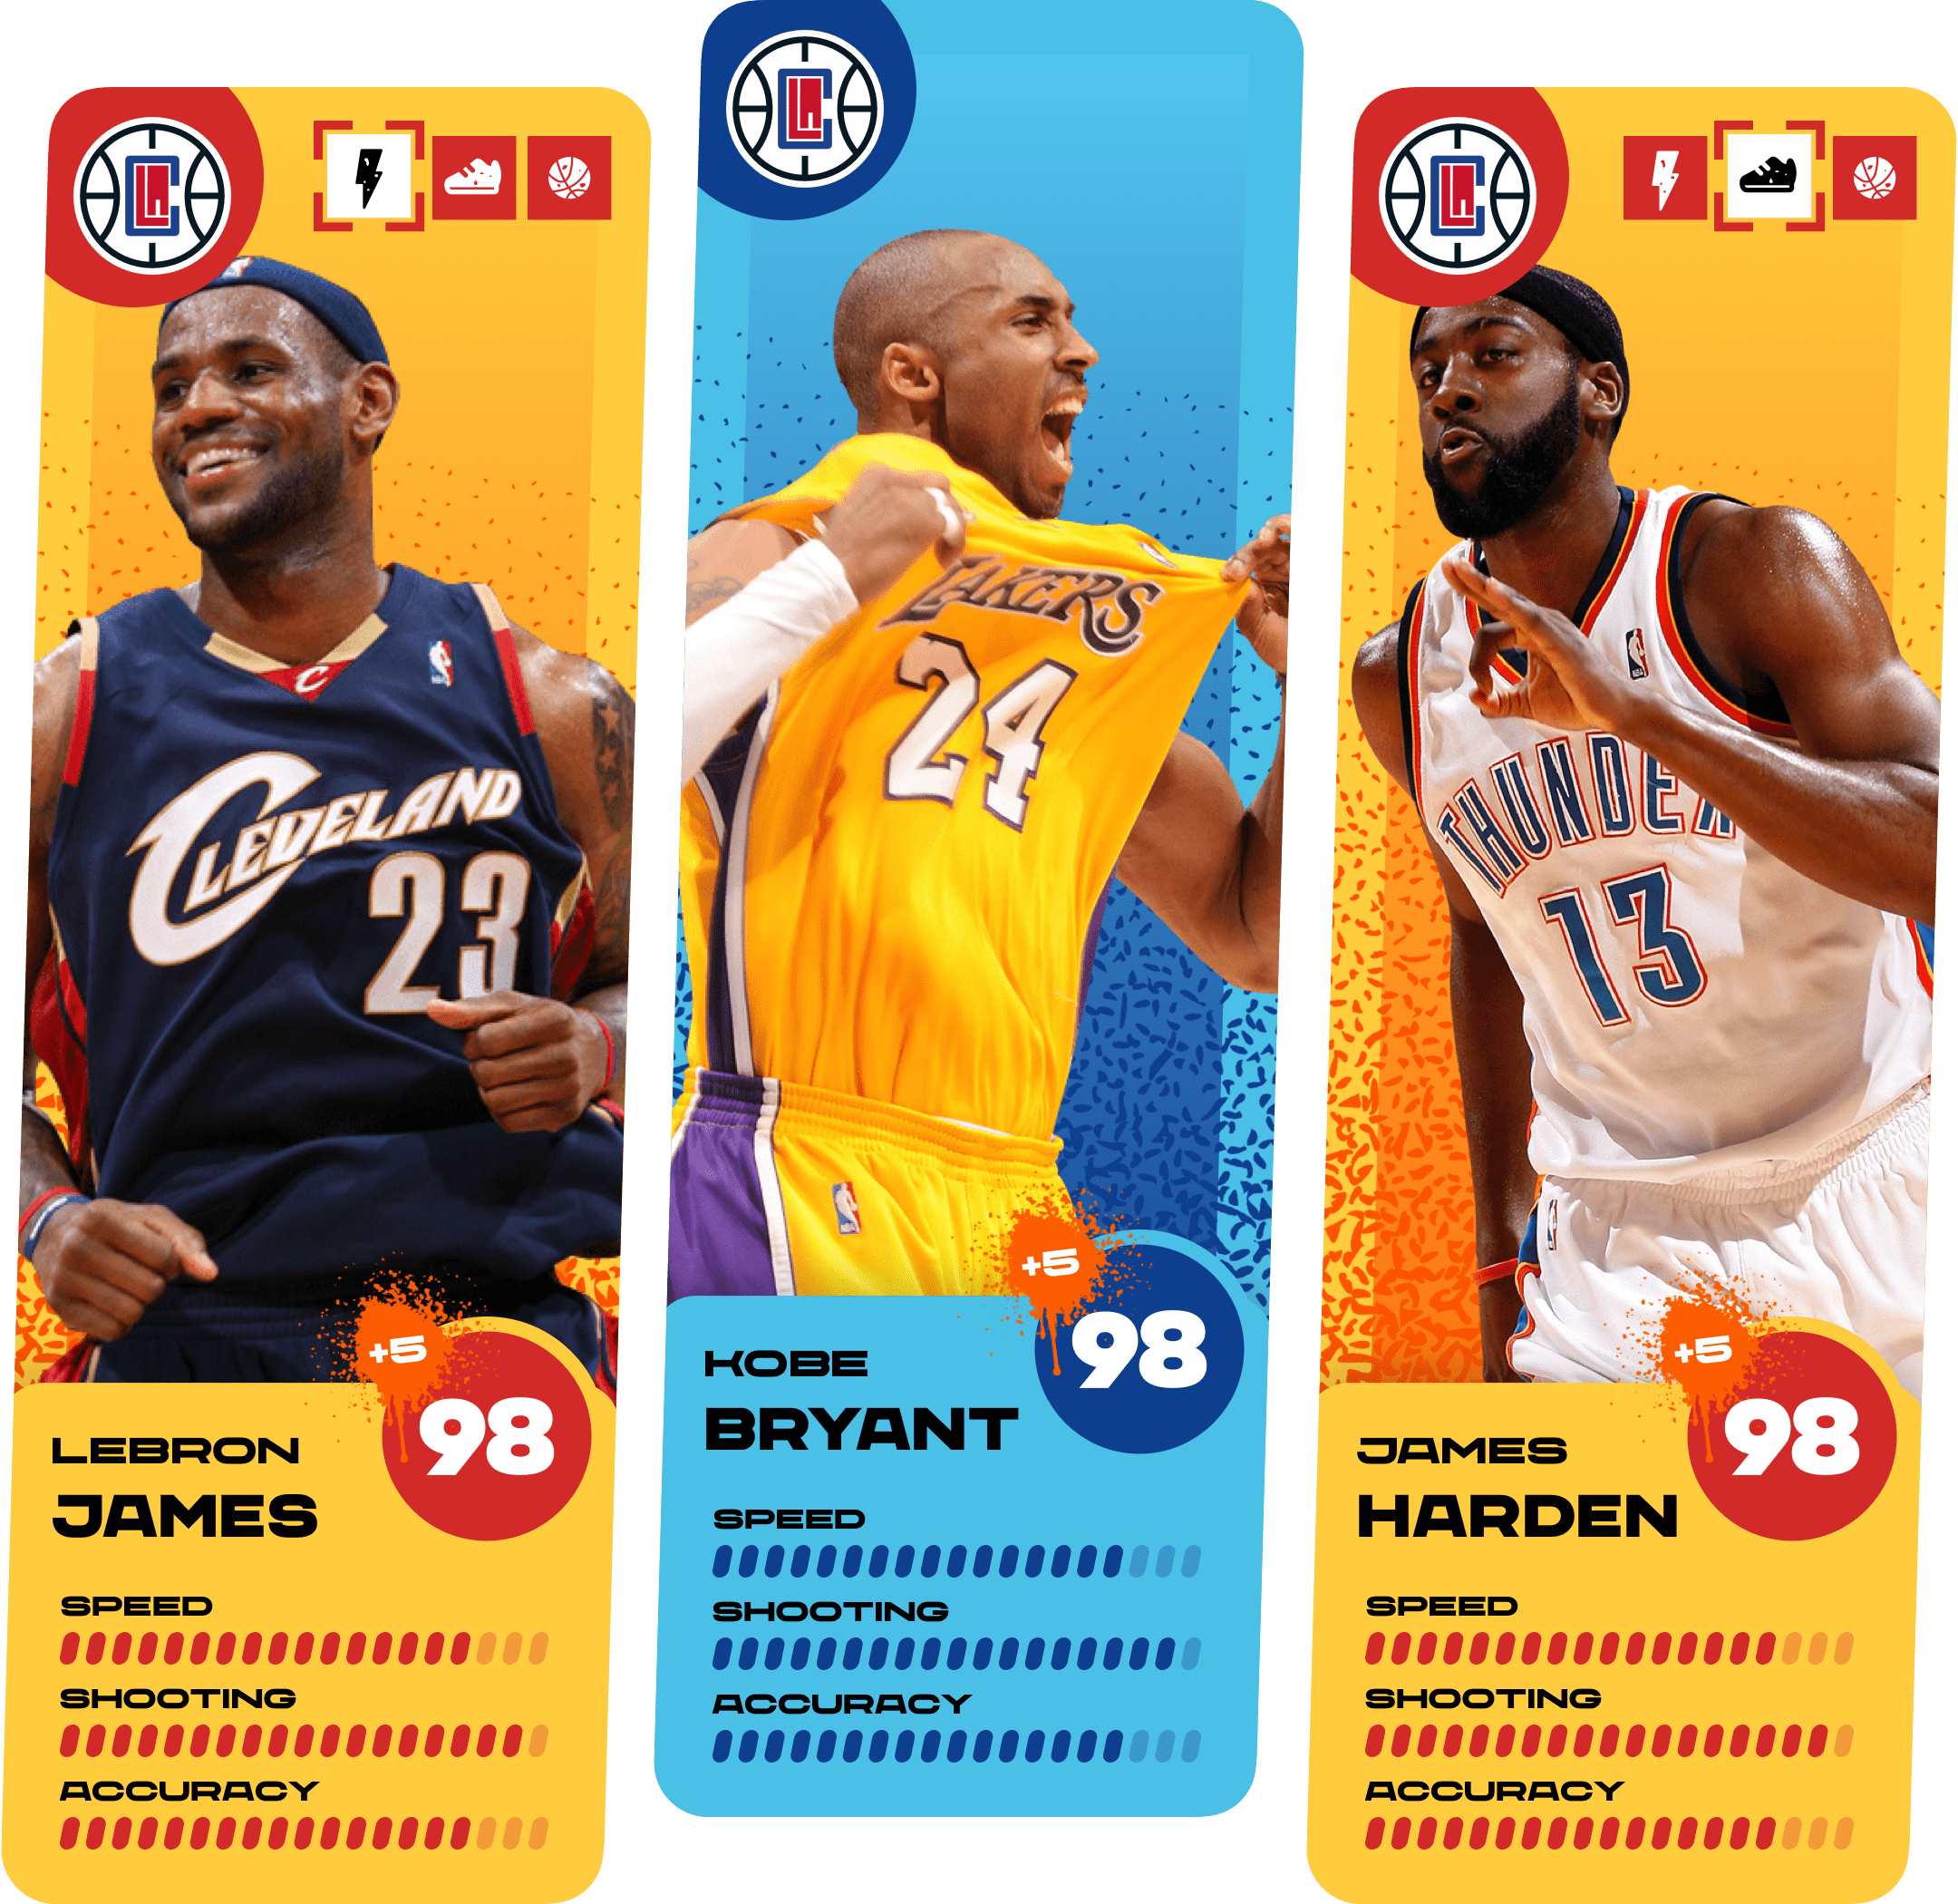 C
CLEVELAND
23
+5
98
LEBRON
JAMES
SPEED
SHOOTING
ACCURACY
LAKERS
24
+5
98
KOBE
BRYANT
SPEED
SHOOTING
ACCURACY
THUNDER
13
+5
98
JAMES
HARDEN
SPEED
SHOOTING
ACCURACY